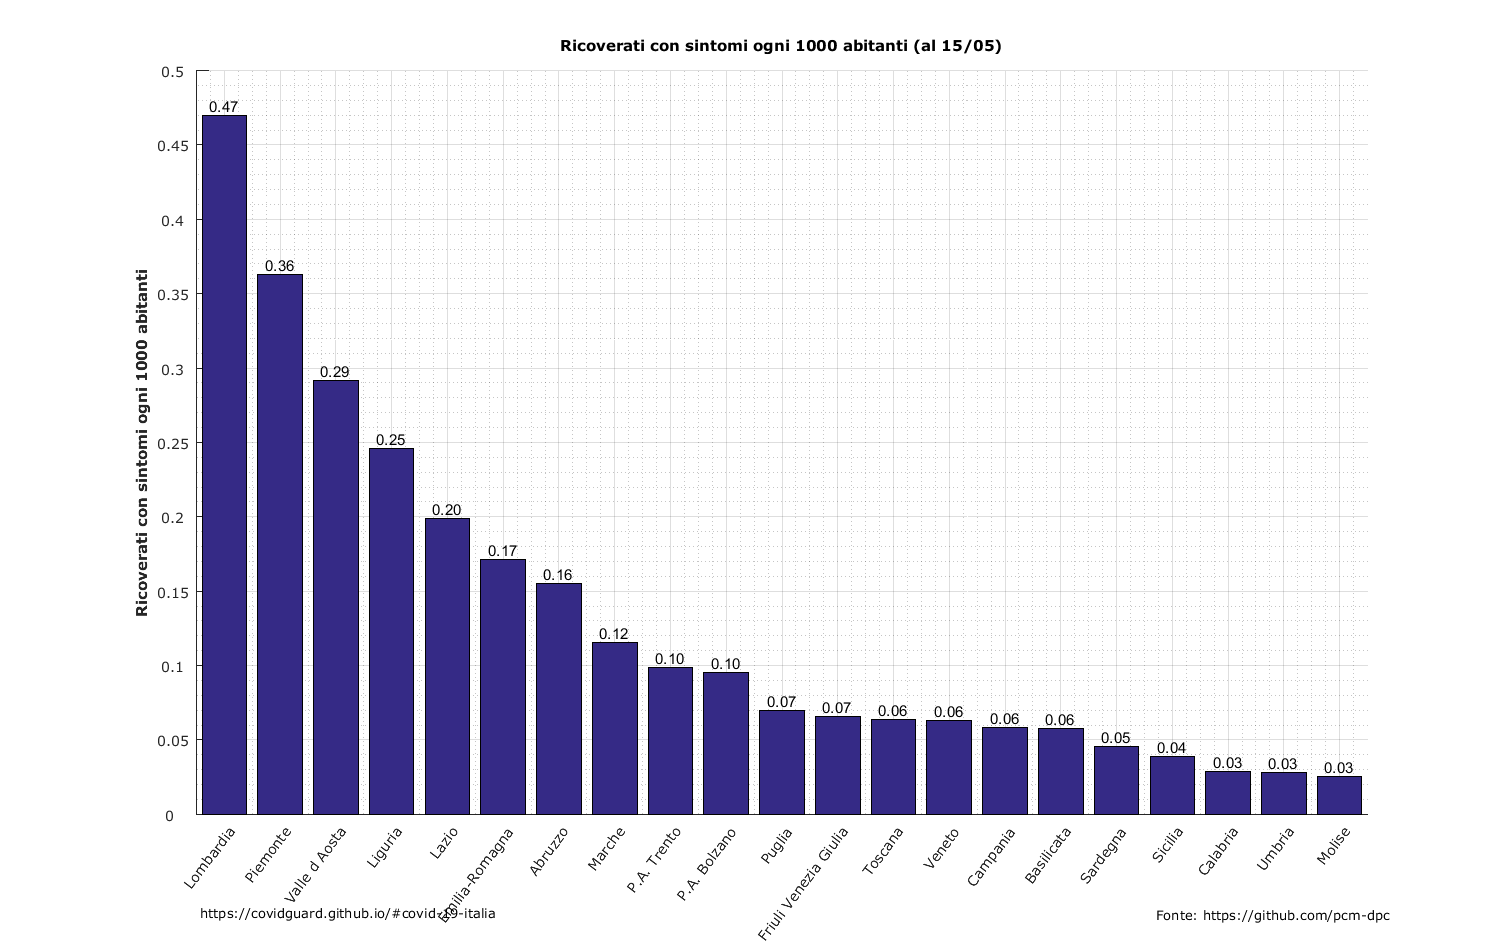 Ricoverati con sintomi ogni 1000 abitanti (al 15/05)
Ricoverati con sintomi ogni 1000 abitanti
0.5
0.45
0.4
0.35
0.3
0.25
0.2
0.15
0.1
0.05
0
0.47
0.36
0.29
0.25
0.20
0.17
0.16
0.12
0.10
0.10
0.07
0.07
0.06
0.06
0.06
0.06
0.05
0.04
0.03
0.03
0.03
Lombardia
Piemonte
Valle d Aosta
Liguria
Lazio
Emilia-Romagna
Abruzzo
Marche
P.A. Trento
P.A. Bolzano
Puglia
Friuli Venezia Giulia
Toscana
Veneto
Campania
Basilicata
Sardegna
Sicilia
Calabria
Umbria
Molise
https://covidguard.github.io/#covid-19-italia
Fonte: https://github.com/pcm-dpc